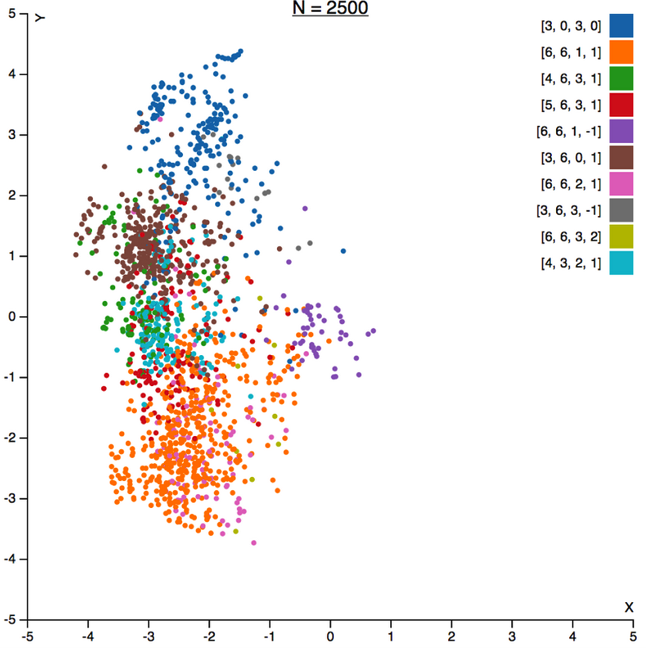 N = 2500
Y
5
4
3
2
1
0
-1
-2
-3
-4
-5
[3, 0, 3, 0]
[6, 6, 1, 1]
[4, 6, 3, 1]
[5, 6, 3, 1]
[6, 6, 1, -1]
[3, 6, 0, 1]
[6, 6, 2, 1]
[3, 6, 3, -1]
[6, 6, 3, 2]
[4, 3, 2, 1]
X
-5 -4 -3 -2 -1 0 1 2 3 4 5